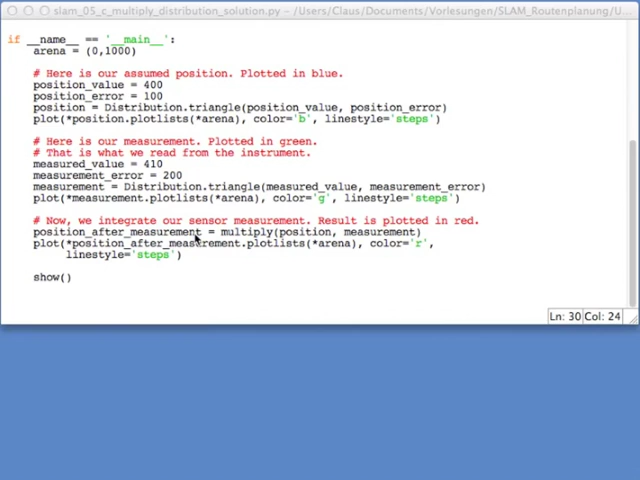 slam_05_c_multiply_distribution_solution.py – /Users/Claus/Documents/Vorlesungen/SLAM_Routenplanung/U...
if __name__ == '__main__':
    arena = (0,1000)
    # Here is our assumed position. Plotted in blue.
    position_value = 400
    position_error = 100
    position = Distribution.triangle(position_value, position_error)
    plot(*position.plotlists(*arena), color='b', linestyle='steps')
    # Here is our measurement. Plotted in green.
    # That is what we read from the instrument.
    measured_value = 410
    measurement_error = 200
    measurement = Distribution.triangle(measured_value, measurement_error)
    plot(*measurement.plotlists(*arena), color='g', linestyle='steps')
    # Now, we integrate our sensor measurement. Result is plotted in red.
    position_after_measurement = multiply(position, measurement)
    plot(*position_after_measurement.plotlists(*arena), color='r',
         linestyle='steps')
    show()
Ln: 30 Col: 24